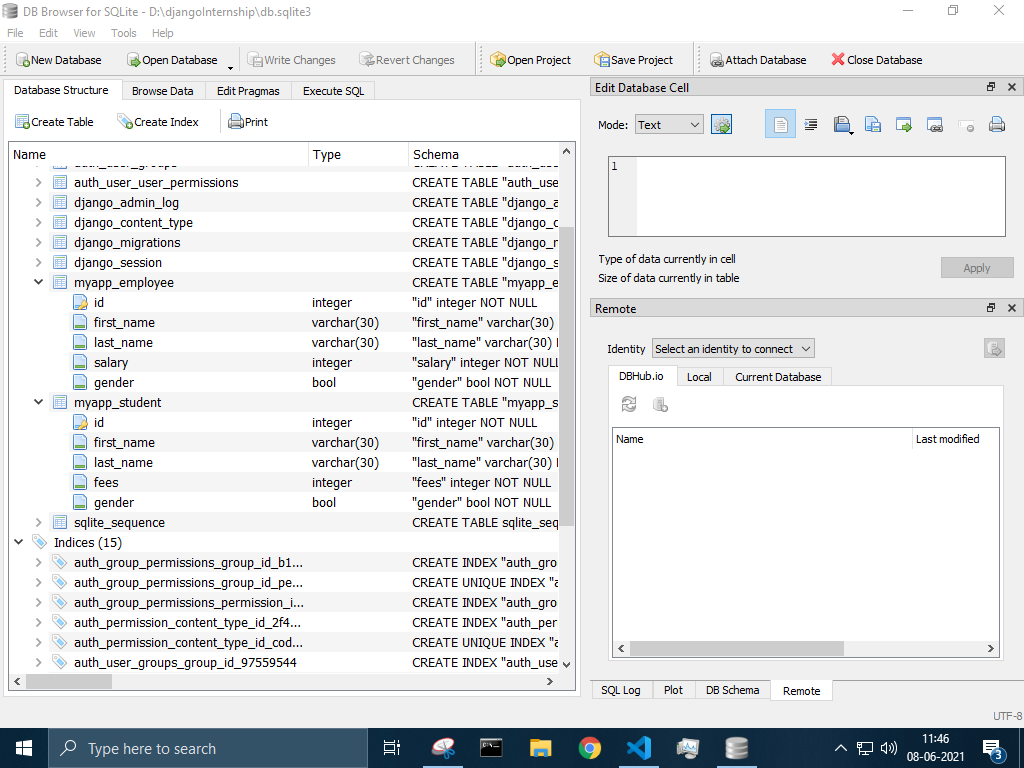 DB Browser for SQLite - D:\djangoInternship\db.sqlite3
File Edit View Tools Help
New Database Open Database Write Changes Revert Changes Open Project Save Project Attach Database Close Database
Database Structure Browse Data Edit Pragmas Execute SQL
Create Table Create Index Print
Name Type Schema
auth_user_user_permissions CREATE TABLE "auth_use
django_admin_log CREATE TABLE "django_a
django_content_type CREATE TABLE "django_c
django_migrations CREATE TABLE "django_n
django_session CREATE TABLE "django_s
myapp_employee CREATE TABLE "myapp_e
id integer "id" integer NOT NULL
first_name varchar(30) "first_name" varchar(30)
last_name varchar(30) "last_name" varchar(30)
salary integer "salary" integer NOT NULL
gender bool "gender" bool NOT NULL
myapp_student CREATE TABLE "myapp_s
id integer "id" integer NOT NULL
first_name varchar(30) "first_name" varchar(30)
last_name varchar(30) "last_name" varchar(30)
fees integer "fees" integer NOT NULL
gender bool "gender" bool NOT NULL
sqlite_sequence CREATE TABLE sqlite_seq
Indices (15)
auth_group_permissions_group_id_b1... CREATE INDEX "auth_gro
auth_group_permissions_group_id_pe... CREATE UNIQUE INDEX "a
auth_group_permissions_permission_i... CREATE INDEX "auth_gro
auth_permission_content_type_id_2f4... CREATE INDEX "auth_per
auth_permission_content_type_id_cod... CREATE UNIQUE INDEX "a
auth_user_groups_group_id_97559544 CREATE INDEX "auth_use
Edit Database Cell
Mode: Text
1
Type of data currently in cell
Size of data currently in table
Apply
Remote
Identity Select an identity to connect
DBHub.io Local Current Database
Name Last modified
SQL Log Plot DB Schema Remote
UTF-8
Type here to search
11:46
08-06-2021
3